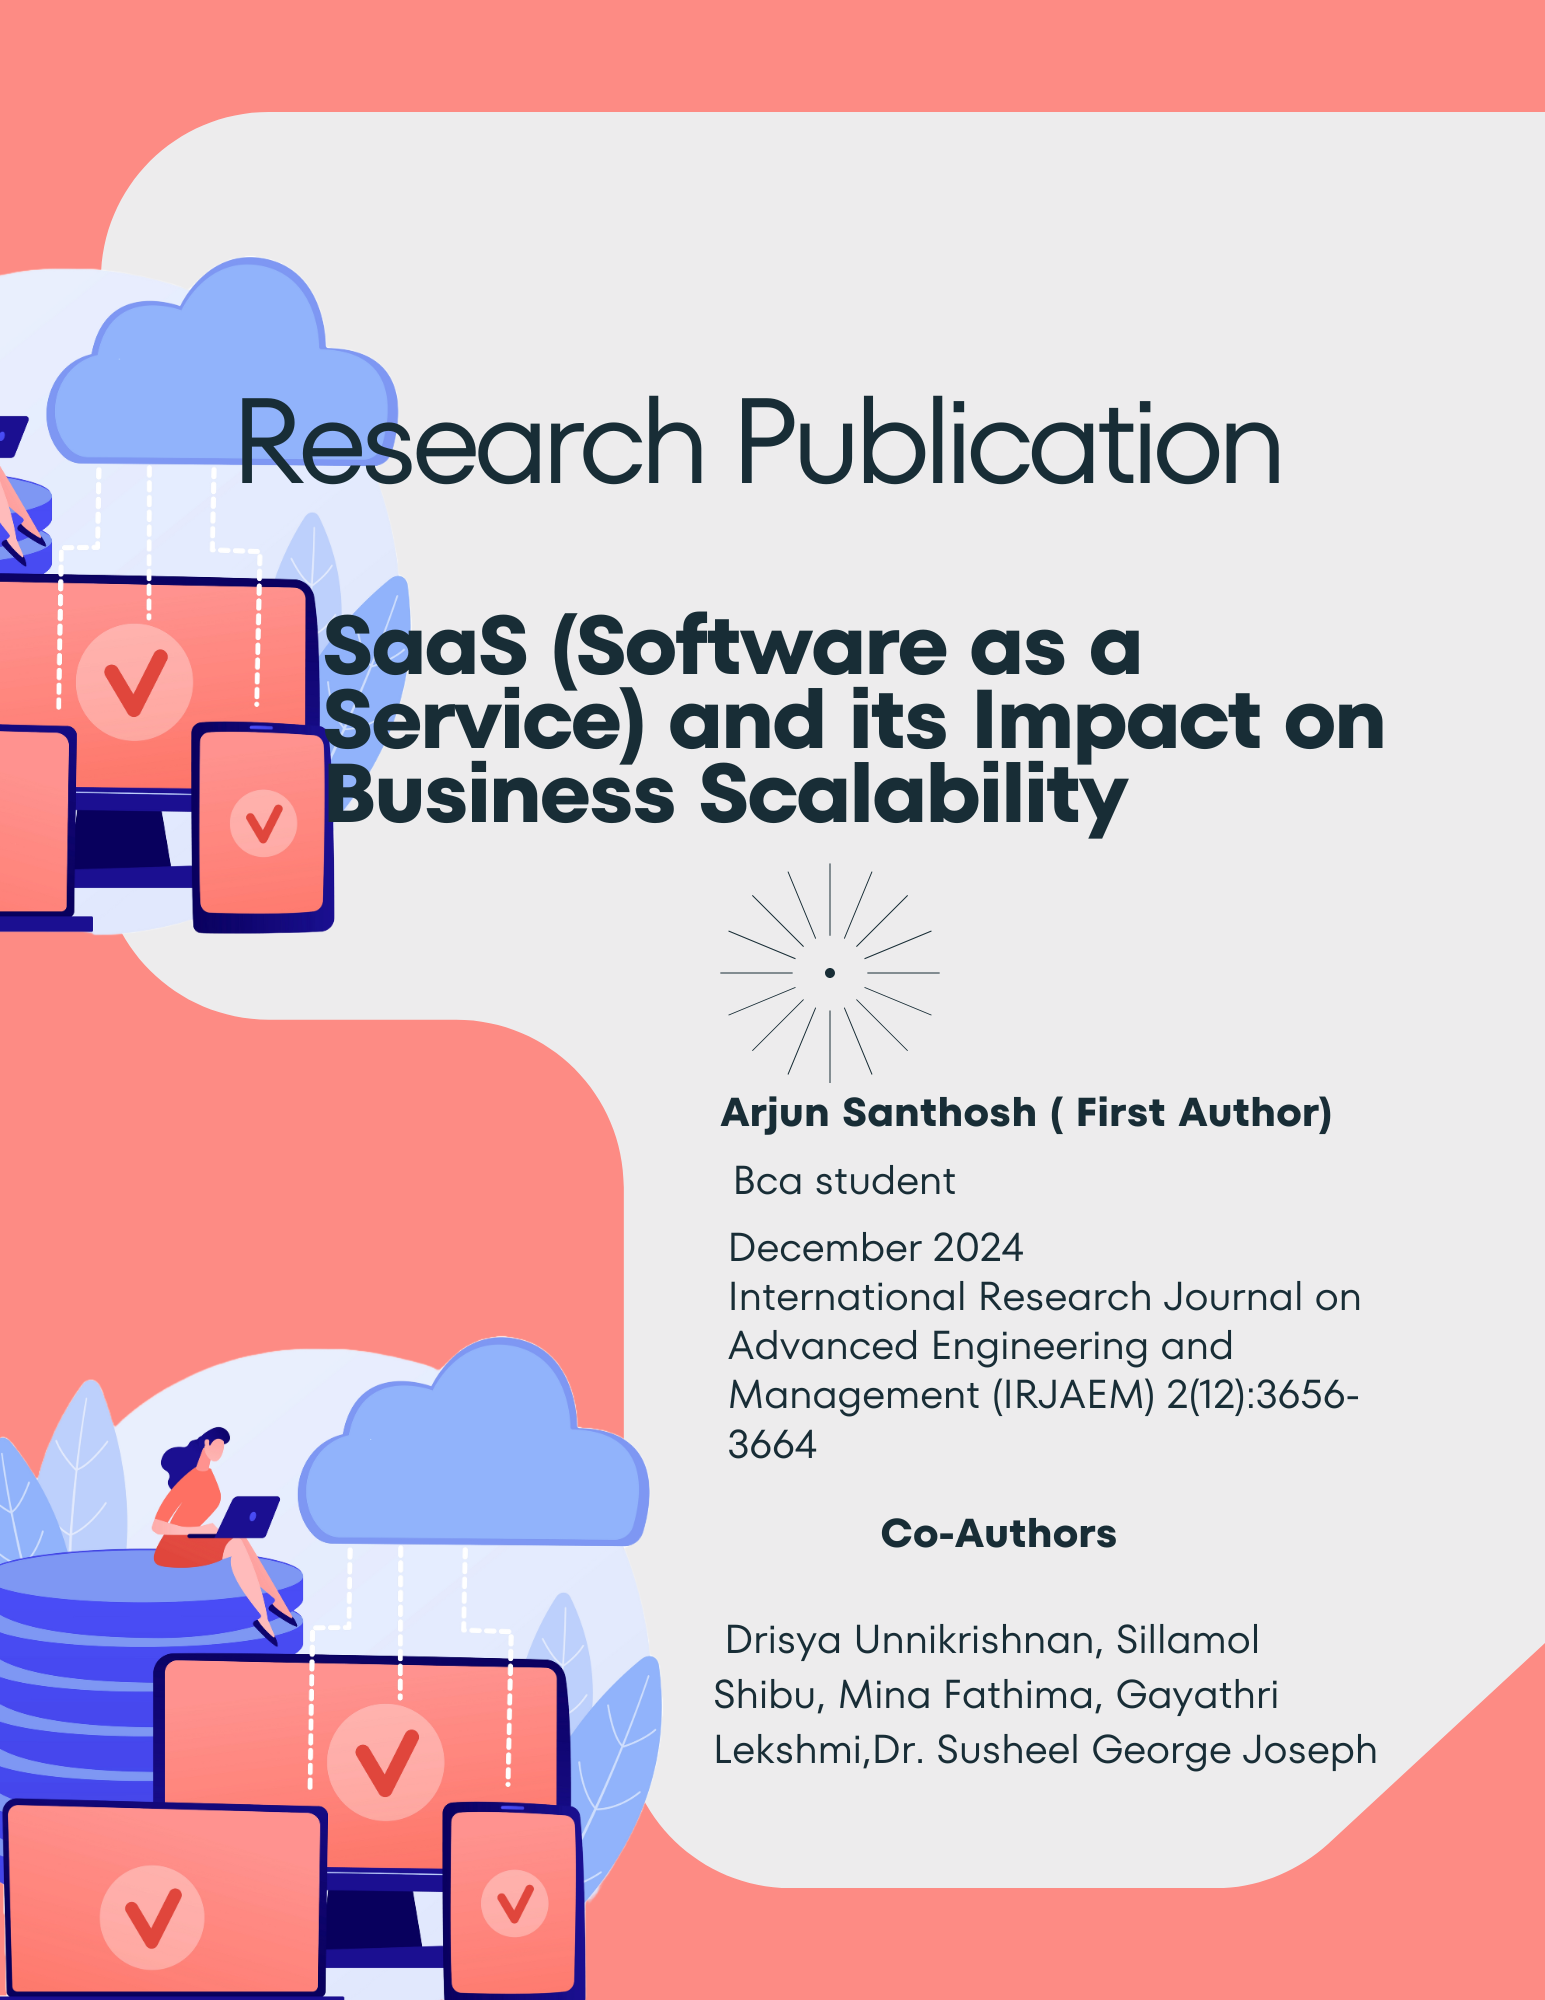 Research Publication
SaaS (Software as a
Service) and its Impact on
Business Scalability
Arjun Santhosh ( First Author)
Bca student
December 2024
International Research Journal on
Advanced Engineering and
Management (IRJAEM) 2(12):3656-
3664
Co-Authors
Drisya Unnikrishnan, Sillamol
Shibu, Mina Fathima, Gayathri
Lekshmi,Dr. Susheel George Joseph